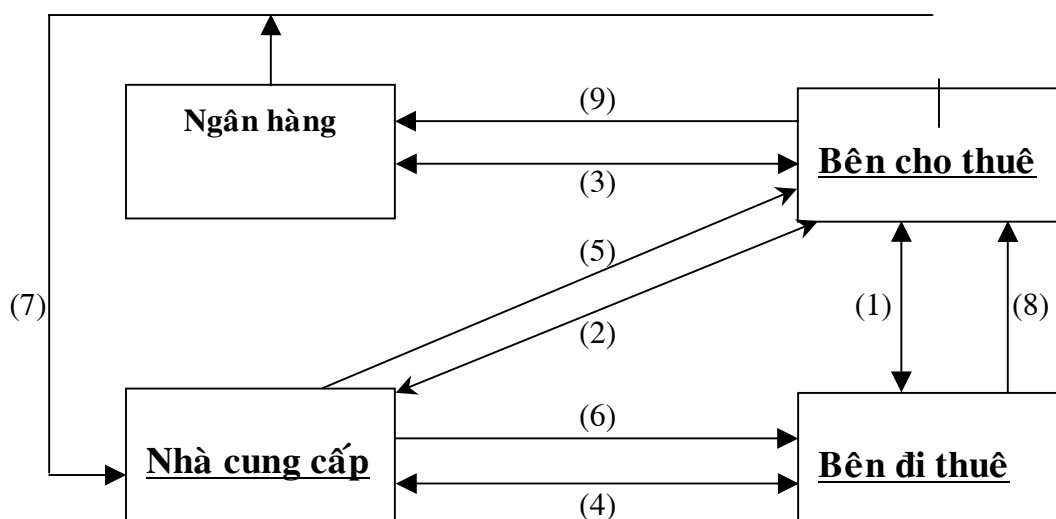 (9)
Ngân hàng
Bên cho thuê
(3)
(5)
(7)
(1)
(8)
(2)
(6)
Nhà cung cấp
Bên đi thuê
(4)